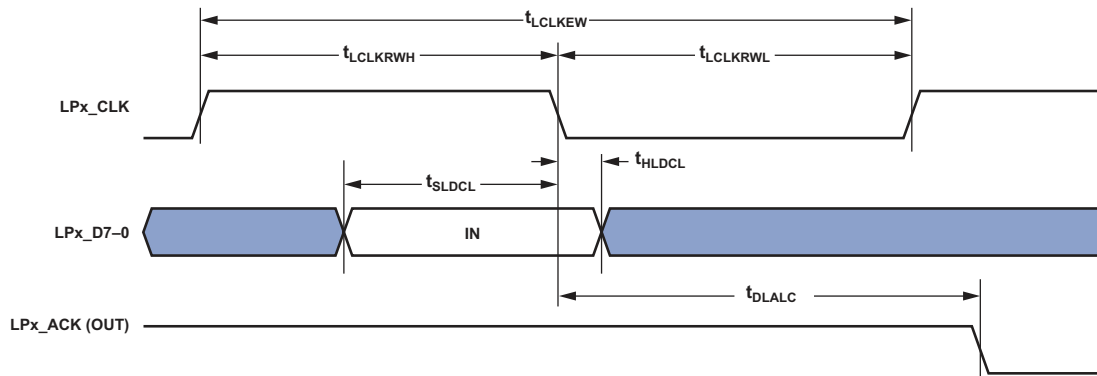 tLCLKEW
tLCLKRWH
tLCLKRWL
LPx_CLK
tHLDCL
tSLDCL
LPx_D7–0
IN
tDLALC
LPx_ACK (OUT)